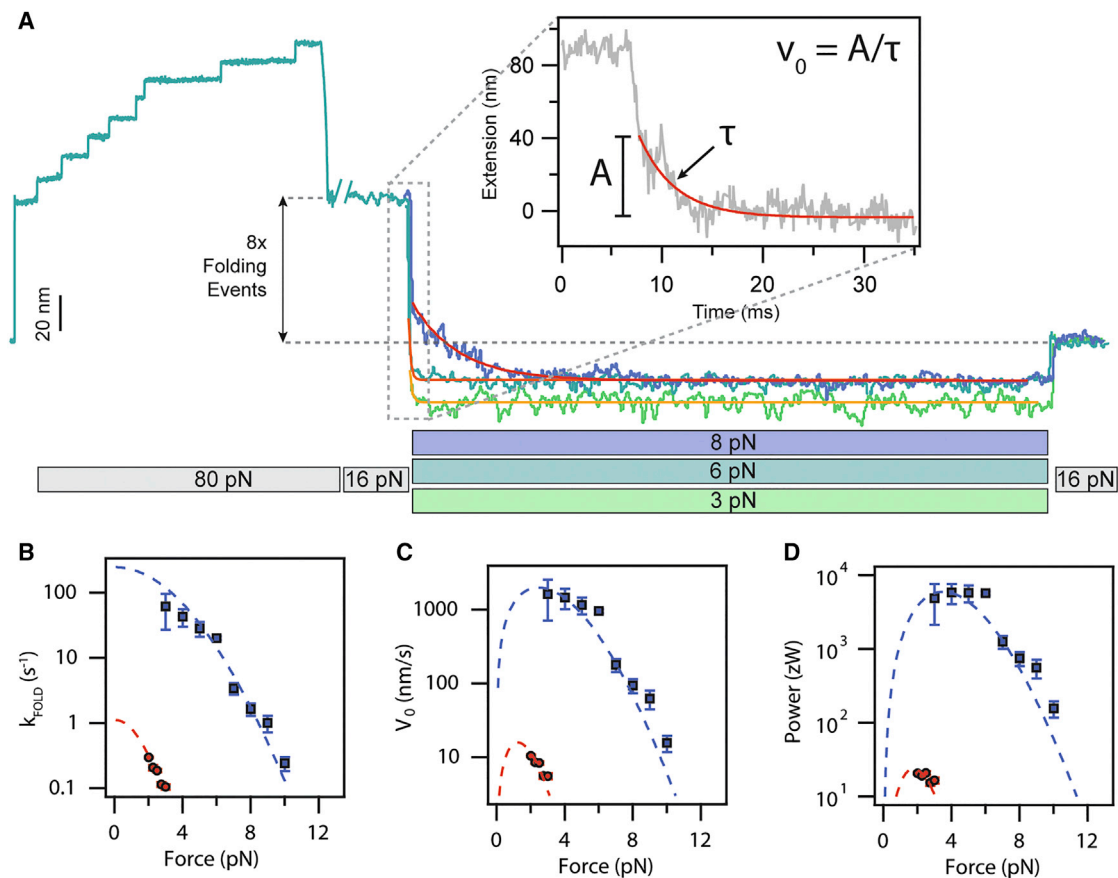 A
v₀ = A/τ
Extension (nm)
80
40
0
A
τ
0
10
20
30
Time (ms)
8x
Folding
Events
20 nm
8 pN
80 pN
16 pN
6 pN
16 pN
3 pN
B
k_FOLD (s⁻¹)
100
10
1
0.1
0
4
8
12
Force (pN)
C
V₀ (nm/s)
1000
100
10
0
4
8
12
Force (pN)
D
Power (zW)
10⁴
10³
10²
10¹
0
4
8
12
Force (pN)